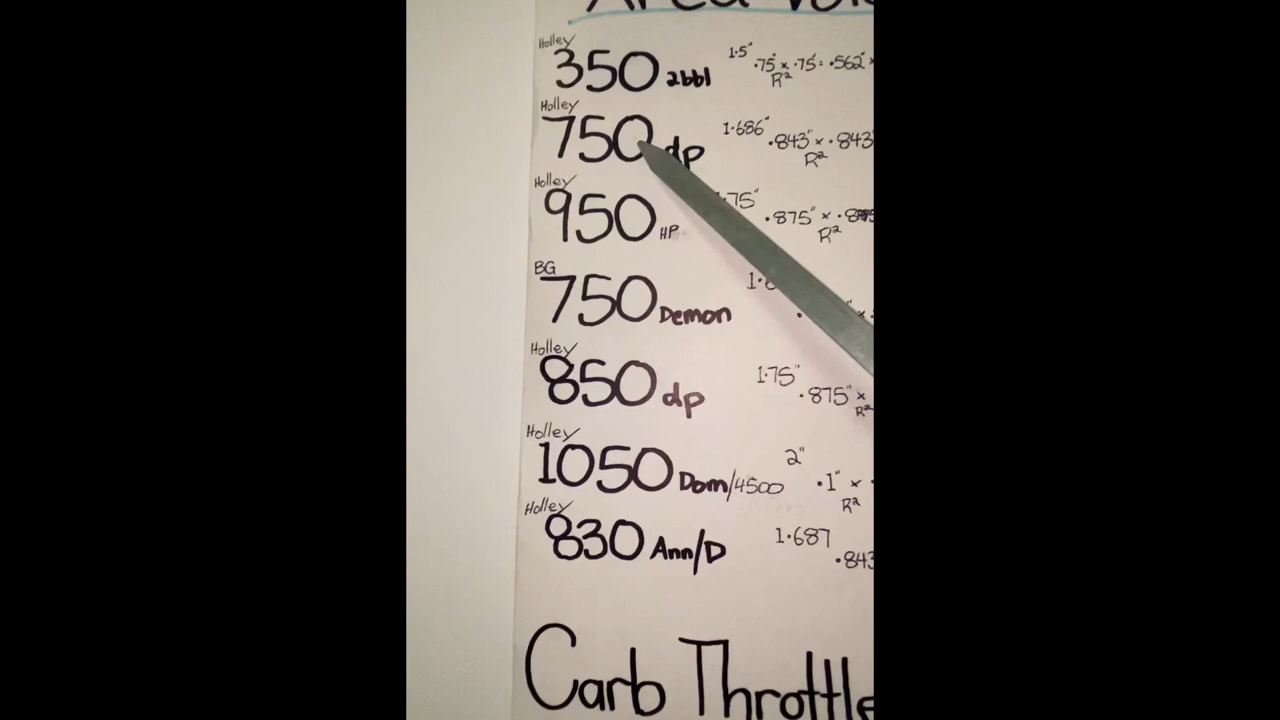 Area
Holley
350 2bbl 1.5" .75" × .75" = .562" ×
R²
Holley
750 dp 1.686" .843" × .843"
R²
Holley
950 HP .75" .875" ×
R²
BG
750 Demon
Holley
850 dp 1.75" .875" ×
R²
Holley
1050 Dom/4500 2" .1" ×
R²
Holley
830 Ann/D 1.687 .843
Carb Throttle